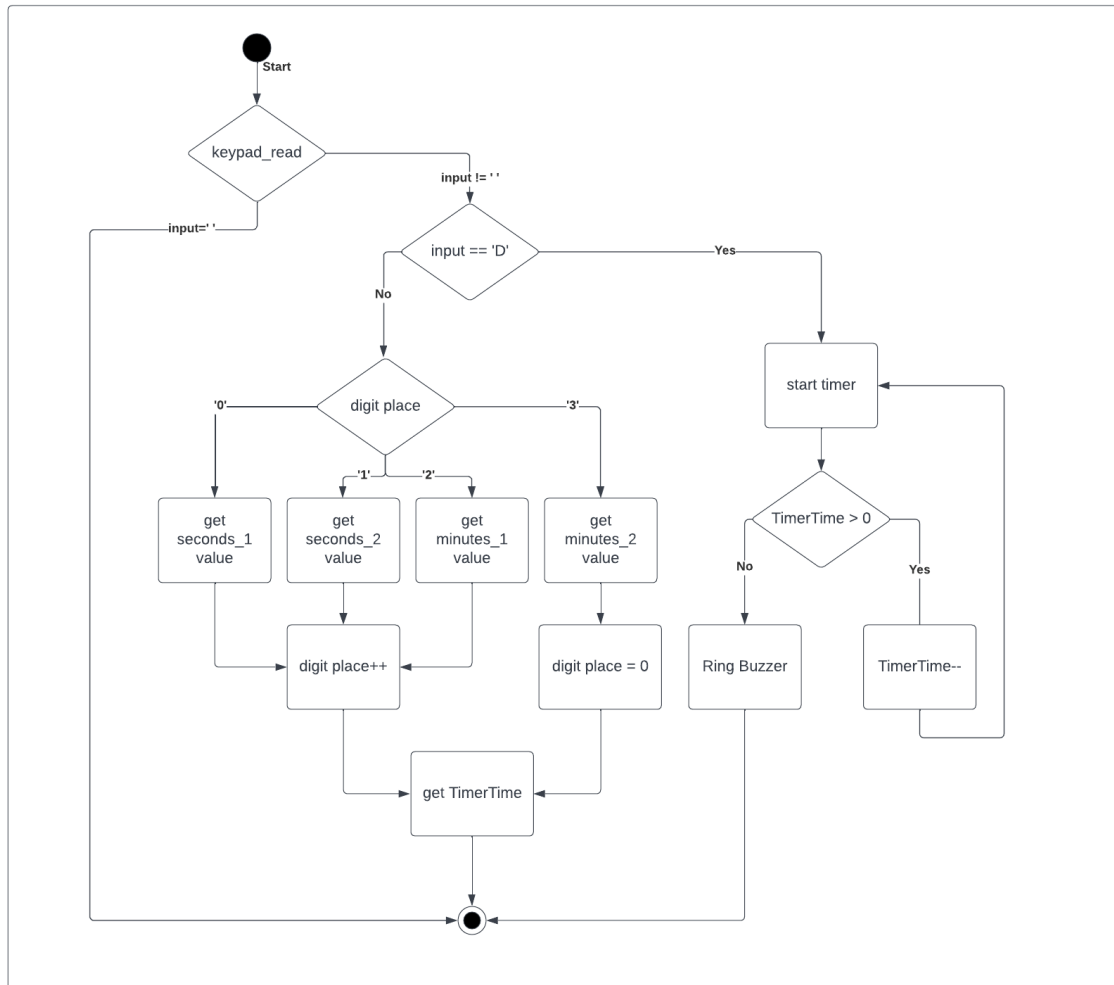 Start
keypad_read
input != ' '
input=' '
input == 'D'
Yes
No
start timer
digit place
'0'
'3'
'1'
'2'
get
seconds_1
value
get
seconds_2
value
get
minutes_1
value
get
minutes_2
value
TimerTime > 0
No
Yes
digit place++
digit place = 0
Ring Buzzer
TimerTime--
get TimerTime